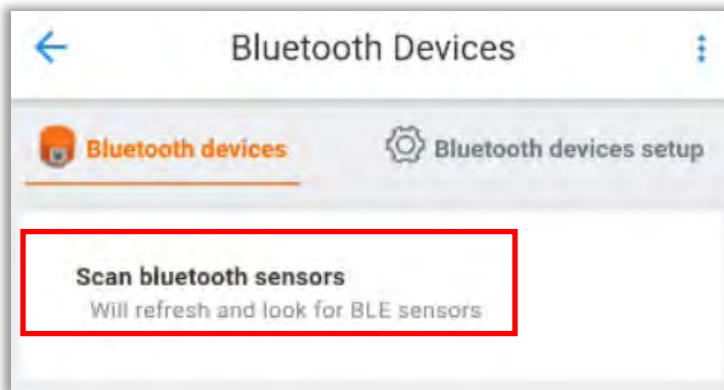 Bluetooth Devices
Bluetooth devices
Bluetooth devices setup
Scan bluetooth sensors
Will refresh and look for BLE sensors